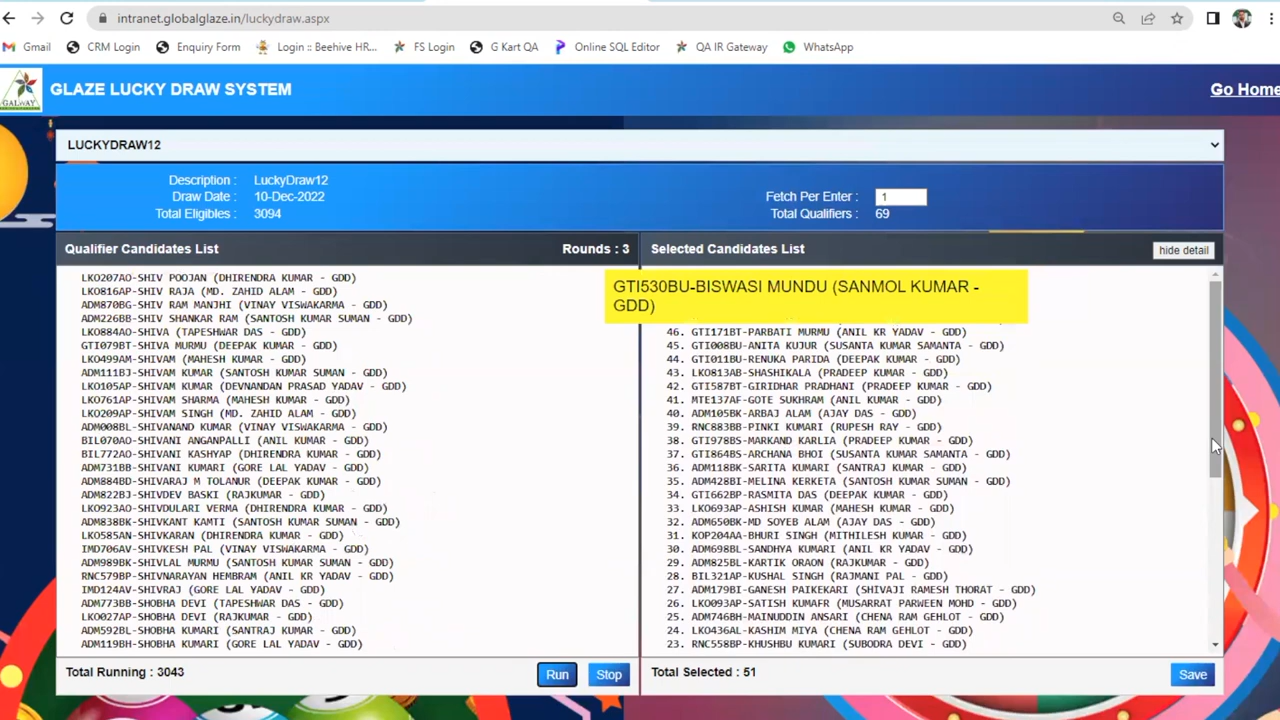 intranet.globalglaze.in/luckydraw.aspx
Gmail CRM Login Enquiry Form Login :: Beehive HR... FS Login G Kart QA Online SQL Editor QA IR Gateway WhatsApp
GALWAY
GLAZE LUCKY DRAW SYSTEM
Go Home
LUCKYDRAW12
Description : LuckyDraw12
Draw Date : 10-Dec-2022
Total Eligibles : 3094
Fetch Per Enter : 1
Total Qualifiers : 69
Qualifier Candidates List Rounds : 3
LKO207AO-SHIV POOJAN (DHIRENDRA KUMAR - GDD)
LKO816AP-SHIV RAJA (MD. ZAHID ALAM - GDD)
ADM870BG-SHIV RAM MANJHI (VINAY VISWAKARMA - GDD)
ADM226BB-SHIV SHANKAR RAM (SANTOSH KUMAR SUMAN - GDD)
LKO884AO-SHIVA (TAPESHWAR DAS - GDD)
GTI079BT-SHIVA MURMU (DEEPAK KUMAR - GDD)
LKO499AM-SHIVAM (MAHESH KUMAR - GDD)
ADM111BJ-SHIVAM KUMAR (SANTOSH KUMAR SUMAN - GDD)
LKO105AP-SHIVAM KUMAR (DEVNANDAN PRASAD YADAV - GDD)
LKO761AP-SHIVAM SHARMA (MAHESH KUMAR - GDD)
LKO209AP-SHIVAM SINGH (MD. ZAHID ALAM - GDD)
ADM008BL-SHIVANAND KUMAR (VINAY VISWAKARMA - GDD)
BIL070AO-SHIVANI ANGANPALLI (ANIL KUMAR - GDD)
BIL772AO-SHIVANI KASHYAP (DHIRENDRA KUMAR - GDD)
ADM731BB-SHIVANI KUMARI (GORE LAL YADAV - GDD)
ADM884BD-SHIVARAJ M TOLANUR (DEEPAK KUMAR - GDD)
ADM822BJ-SHIVDEV BASKI (RAJKUMAR - GDD)
LKO923AO-SHIVDULARI VERMA (DHIRENDRA KUMAR - GDD)
ADM838BK-SHIVKANT KAMTI (SANTOSH KUMAR SUMAN - GDD)
LKO585AN-SHIVKARAN (DHIRENDRA KUMAR - GDD)
IMD706AV-SHIVKESH PAL (VINAY VISWAKARMA - GDD)
ADM989BK-SHIVLAL MURMU (SANTOSH KUMAR SUMAN - GDD)
RNC579BP-SHIVNARAYAN HEMBRAM (ANIL KR YADAV - GDD)
IMD124AV-SHIVRAJ (GORE LAL YADAV - GDD)
ADM773BB-SHOBHA DEVI (TAPESHWAR DAS - GDD)
LKO027AP-SHOBHA DEVI (RAJKUMAR - GDD)
ADM592BL-SHOBHA KUMARI (SANTRAJ KUMAR - GDD)
ADM119BH-SHOBHA KUMARI (GORE LAL YADAV - GDD)
Total Running : 3043 Run Stop
Selected Candidates List hide detail
GTI530BU-BISWASI MUNDU (SANMOL KUMAR -
GDD)
46. GTI171BT-PARBATI MURMU (ANIL KR YADAV - GDD)
45. GTI008BU-ANITA KUJUR (SUSANTA KUMAR SAMANTA - GDD)
44. GTI011BU-RENUKA PARIDA (DEEPAK KUMAR - GDD)
43. LKO813AB-SHASHIKALA (PRADEEP KUMAR - GDD)
42. GTI587BT-GIRIDHAR PRADHANI (PRADEEP KUMAR - GDD)
41. MTE137AF-GOTE SUKHRAM (ANIL KUMAR - GDD)
40. ADM105BK-ARBAJ ALAM (AJAY DAS - GDD)
39. RNC883BB-PINKI KUMARI (RUPESH RAY - GDD)
38. GTI978BS-MARKAND KARLIA (PRADEEP KUMAR - GDD)
37. GTI864BS-ARCHANA BHOI (SUSANTA KUMAR SAMANTA - GDD)
36. ADM118BK-SARITA KUMARI (SANTRAJ KUMAR - GDD)
35. ADM428BI-MELINA KERKETA (SANTOSH KUMAR SUMAN - GDD)
34. GTI662BP-RASMITA DAS (DEEPAK KUMAR - GDD)
33. LKO693AP-ASHISH KUMAR (MAHESH KUMAR - GDD)
32. ADM650BK-MD SOYEB ALAM (AJAY DAS - GDD)
31. KOP204AA-BHURI SINGH (MITHILESH KUMAR - GDD)
30. ADM698BL-SANDHYA KUMARI (ANIL KR YADAV - GDD)
29. ADM825BL-KARTIK ORAON (RAJKUMAR - GDD)
28. BIL321AP-KUSHAL SINGH (RAJMANI PAL - GDD)
27. ADM179BI-GANESH PAIKEKARI (SHIVAJI RAMESH THORAT - GDD)
26. LKO093AP-SATISH KUMAFR (MUSARRAT PARWEEN MOHD - GDD)
25. ADM746BH-MAINUDDIN ANSARI (CHENA RAM GEHLOT - GDD)
24. LKO436AL-KASHIM MIYA (CHENA RAM GEHLOT - GDD)
23. RNC558BP-KHUSHBU KUMARI (SUBODRA DEVI - GDD)
Total Selected : 51 Save